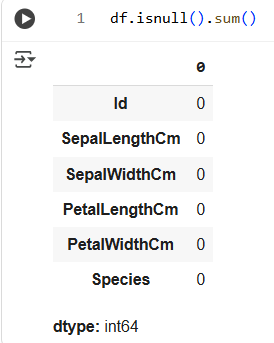 1 df.isnull().sum()
0
Id 0
SepalLengthCm 0
SepalWidthCm 0
PetalLengthCm 0
PetalWidthCm 0
Species 0
dtype: int64